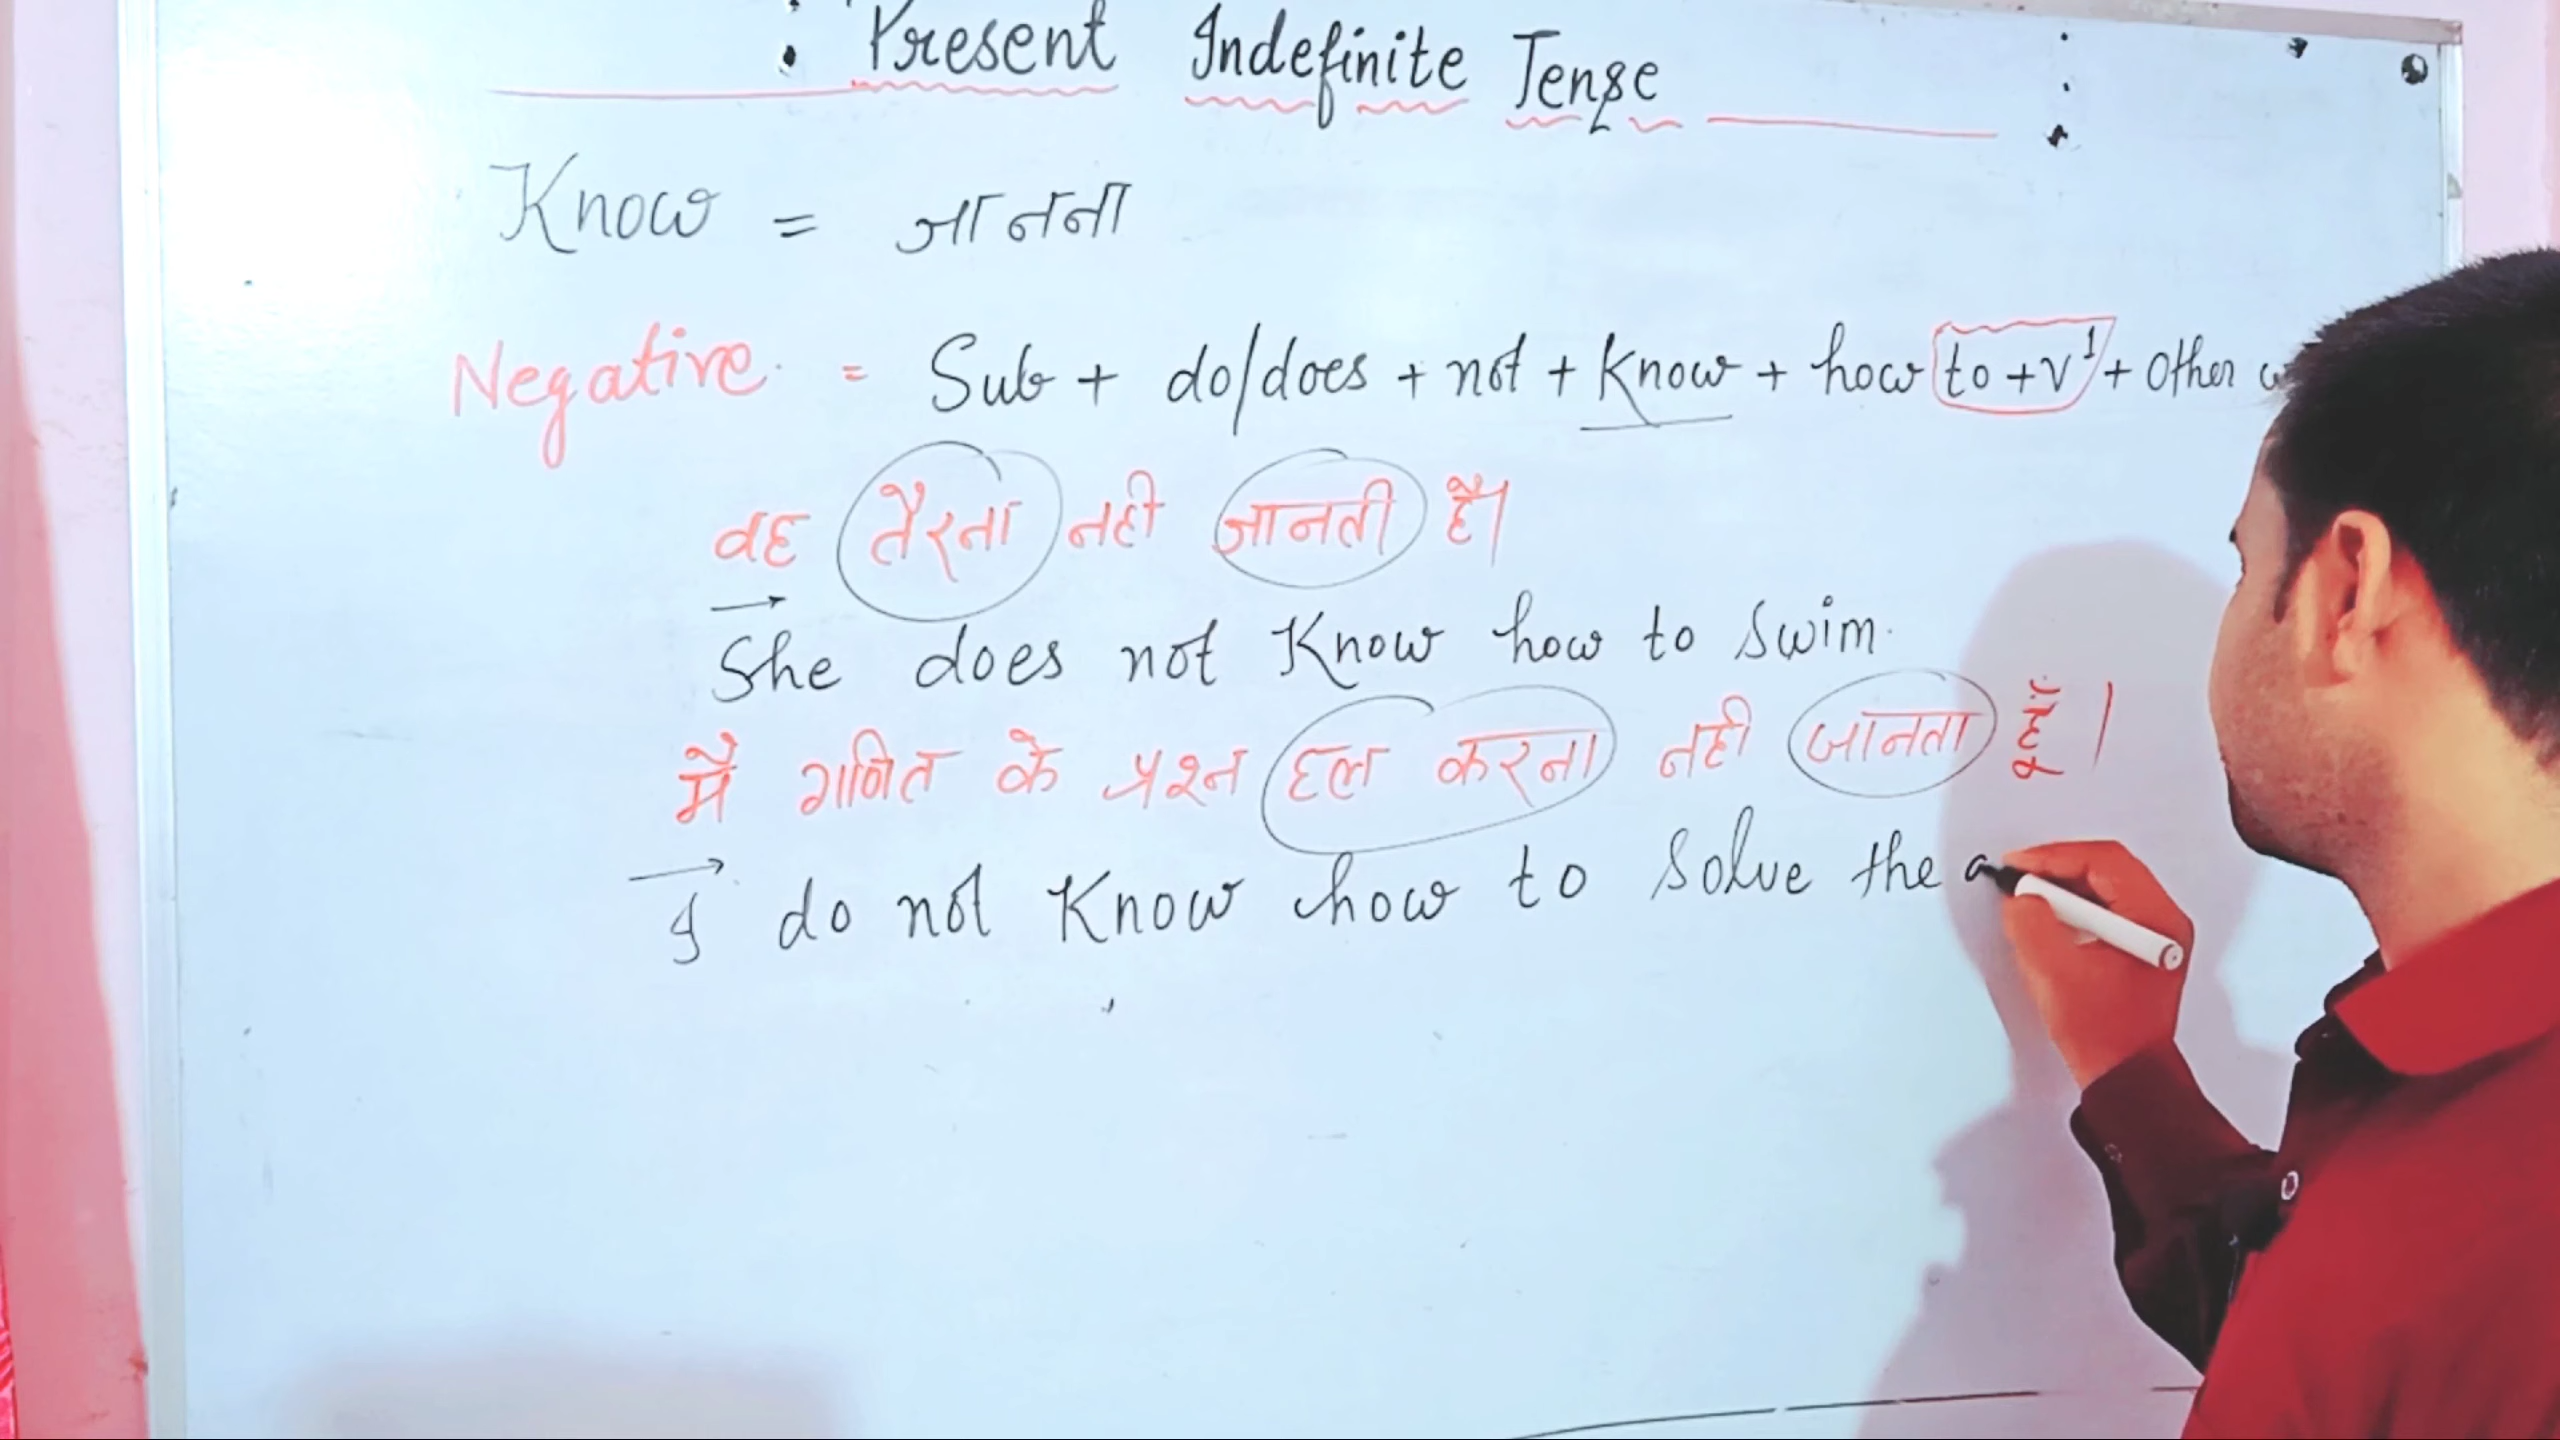 : Present Indefinite Tense :
Know = जानना
Negative = Sub + do/does + not + Know + how to + V¹ + Other
वह तैरना नही जानती है।
→
She does not Know how to Swim.
मै गणित के प्रश्न हल करना नही जानता हूँ।
→
I do not Know how to Solve the